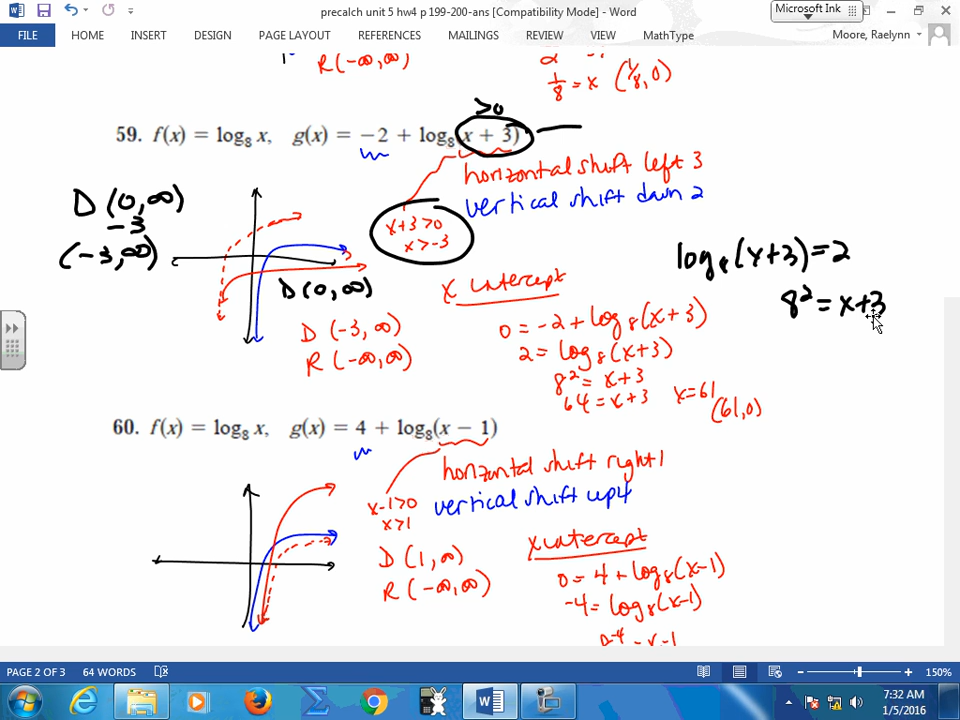 precalch unit 5 hw4 p 199-200-ans [Compatibility Mode] - Word
Microsoft Ink
FILE HOME INSERT DESIGN PAGE LAYOUT REFERENCES MAILINGS REVIEW VIEW MathType Moore, Raelynn
R (-∞,∞)
1/8 = x (1/8, 0)
>0
59. f(x) = log₈ x, g(x) = −2 + log₈(x + 3)
horizontal shift left 3
vertical shift down 2
D (0,∞)
-3
(-3,∞)
x+3>0
x>-3
D (0,∞)
D (-3,∞)
R (-∞,∞)
x intercept
0 = -2 + log₈(x+3)
2 = log₈(x+3)
8² = x+3
64 = x+3 x=61
(61,0)
log₈(x+3) = 2
8² = x+3
60. f(x) = log₈ x, g(x) = 4 + log₈(x − 1)
horizontal shift right 1
vertical shift up 4
x-1>0
x>1
D (1,∞)
R (-∞,∞)
x intercept
0 = 4 + log₈(x-1)
-4 = log₈(x-1)
PAGE 2 OF 3 64 WORDS 150%
7:32 AM
1/5/2016